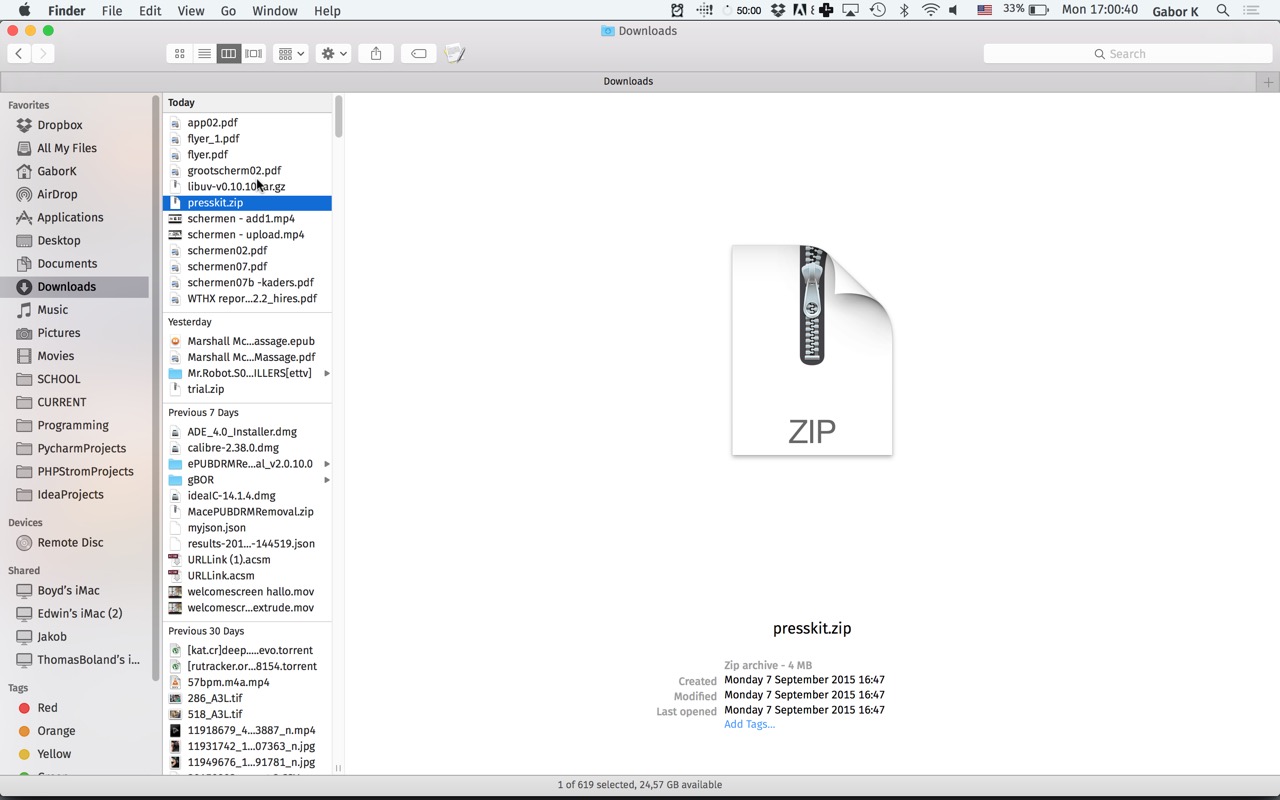 Finder File Edit View Go Window Help 50:00 33% Mon 17:00:40 Gabor K
Downloads
Search
Downloads
Favorites
Dropbox
All My Files
GaborK
AirDrop
Applications
Desktop
Documents
Downloads
Music
Pictures
Movies
SCHOOL
CURRENT
Programming
PycharmProjects
PHPStromProjects
IdeaProjects
Devices
Remote Disc
Shared
Boyd's iMac
Edwin's iMac (2)
Jakob
ThomasBoland's i...
Tags
Red
Orange
Yellow
Today
app02.pdf
flyer_1.pdf
flyer.pdf
grootscherm02.pdf
presskit.zip
schermen - add1.mp4
schermen - upload.mp4
schermen02.pdf
schermen07.pdf
schermen07b -kaders.pdf
WTHX repor...2.2_hires.pdf
Yesterday
Marshall Mc...assage.epub
Marshall Mc...Massage.pdf
Mr.Robot.S0...ILLERS[ettv]
trial.zip
Previous 7 Days
ADE_4.0_Installer.dmg
calibre-2.38.0.dmg
ePUBDRMRe...al_v2.0.10.0
gBOR
ideaIC-14.1.4.dmg
MacePUBDRMRemoval.zip
myjson.json
results-201...-144519.json
URLLink (1).acsm
URLLink.acsm
welcomescreen hallo.mov
welcomescr...extrude.mov
Previous 30 Days
[kat.cr]deep.....evo.torrent
[rutracker.or...8154.torrent
57bpm.m4a.mp4
286_A3L.tif
518_A3L.tif
11918679_4...3887_n.mp4
11931742_1...07363_n.jpg
11949676_1...91781_n.jpg
ZIP
presskit.zip
Zip archive - 4 MB
Created Monday 7 September 2015 16:47
Modified Monday 7 September 2015 16:47
Last opened Monday 7 September 2015 16:47
Add Tags...
1 of 619 selected, 24,57 GB available